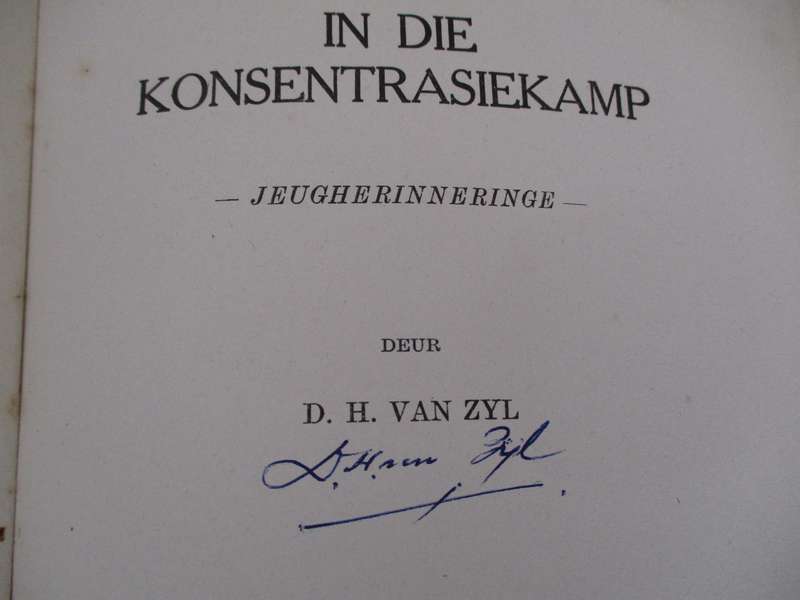 IN DIE
KONSENTRASIEKAMP
— JEUGHERINNERINGE —
DEUR
D. H. VAN ZYL
D. H. van Zyl